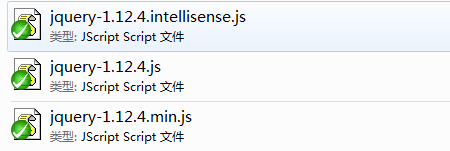 jquery-1.12.4.intellisense.js
类型: JScript Script 文件
jquery-1.12.4.js
类型: JScript Script 文件
jquery-1.12.4.min.js
类型: JScript Script 文件